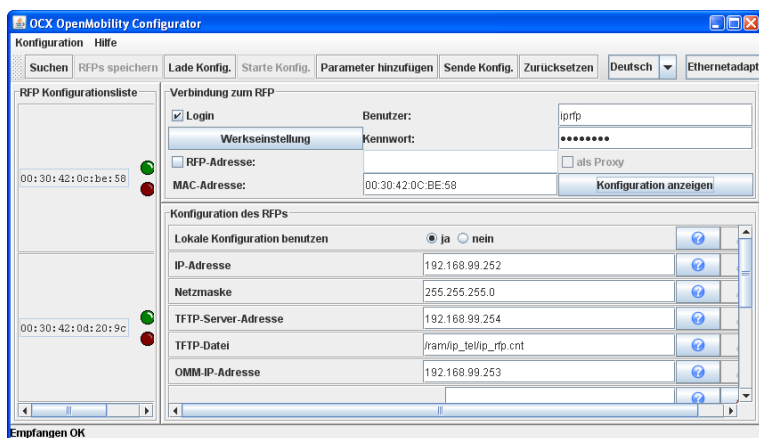 OCX OpenMobility Configurator
Konfiguration Hilfe
Suchen RFPs speichern Lade Konfig. Starte Konfig. Parameter hinzufügen Sende Konfig. Zurücksetzen Deutsch Ethernetadapt
RFP Konfigurationsliste
00:30:42:0c:be:58
00:30:42:0d:20:9c
Verbindung zum RFP
Login Benutzer: iprfp
Werkseinstellung Kennwort: ●●●●●●●●
RFP-Adresse: als Proxy
MAC-Adresse: 00:30:42:0C:BE:58 Konfiguration anzeigen
Konfiguration des RFPs
Lokale Konfiguration benutzen ja nein
IP-Adresse 192.168.99.252
Netzmaske 255.255.255.0
TFTP-Server-Adresse 192.168.99.254
TFTP-Datei /ram/ip_tel/ip_rfp.cnt
OMM-IP-Adresse 192.168.99.253
Empfangen OK